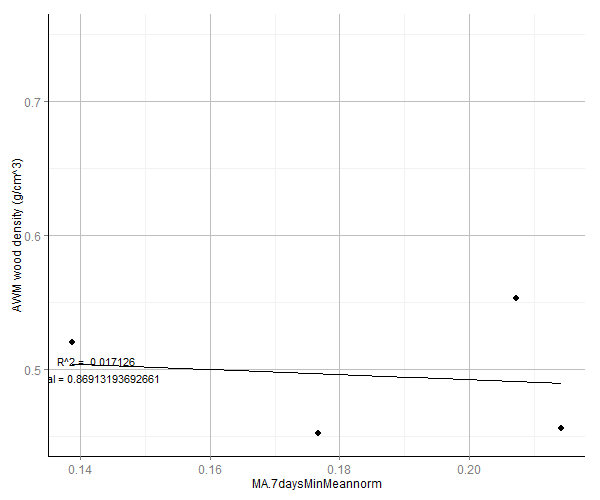 0.7
0.6
0.5
AWM wood density (g/cm^3)
R^2 = 0.017126
al = 0.86913193692661
0.14
0.16
0.18
0.20
MA.7daysMinMeannorm